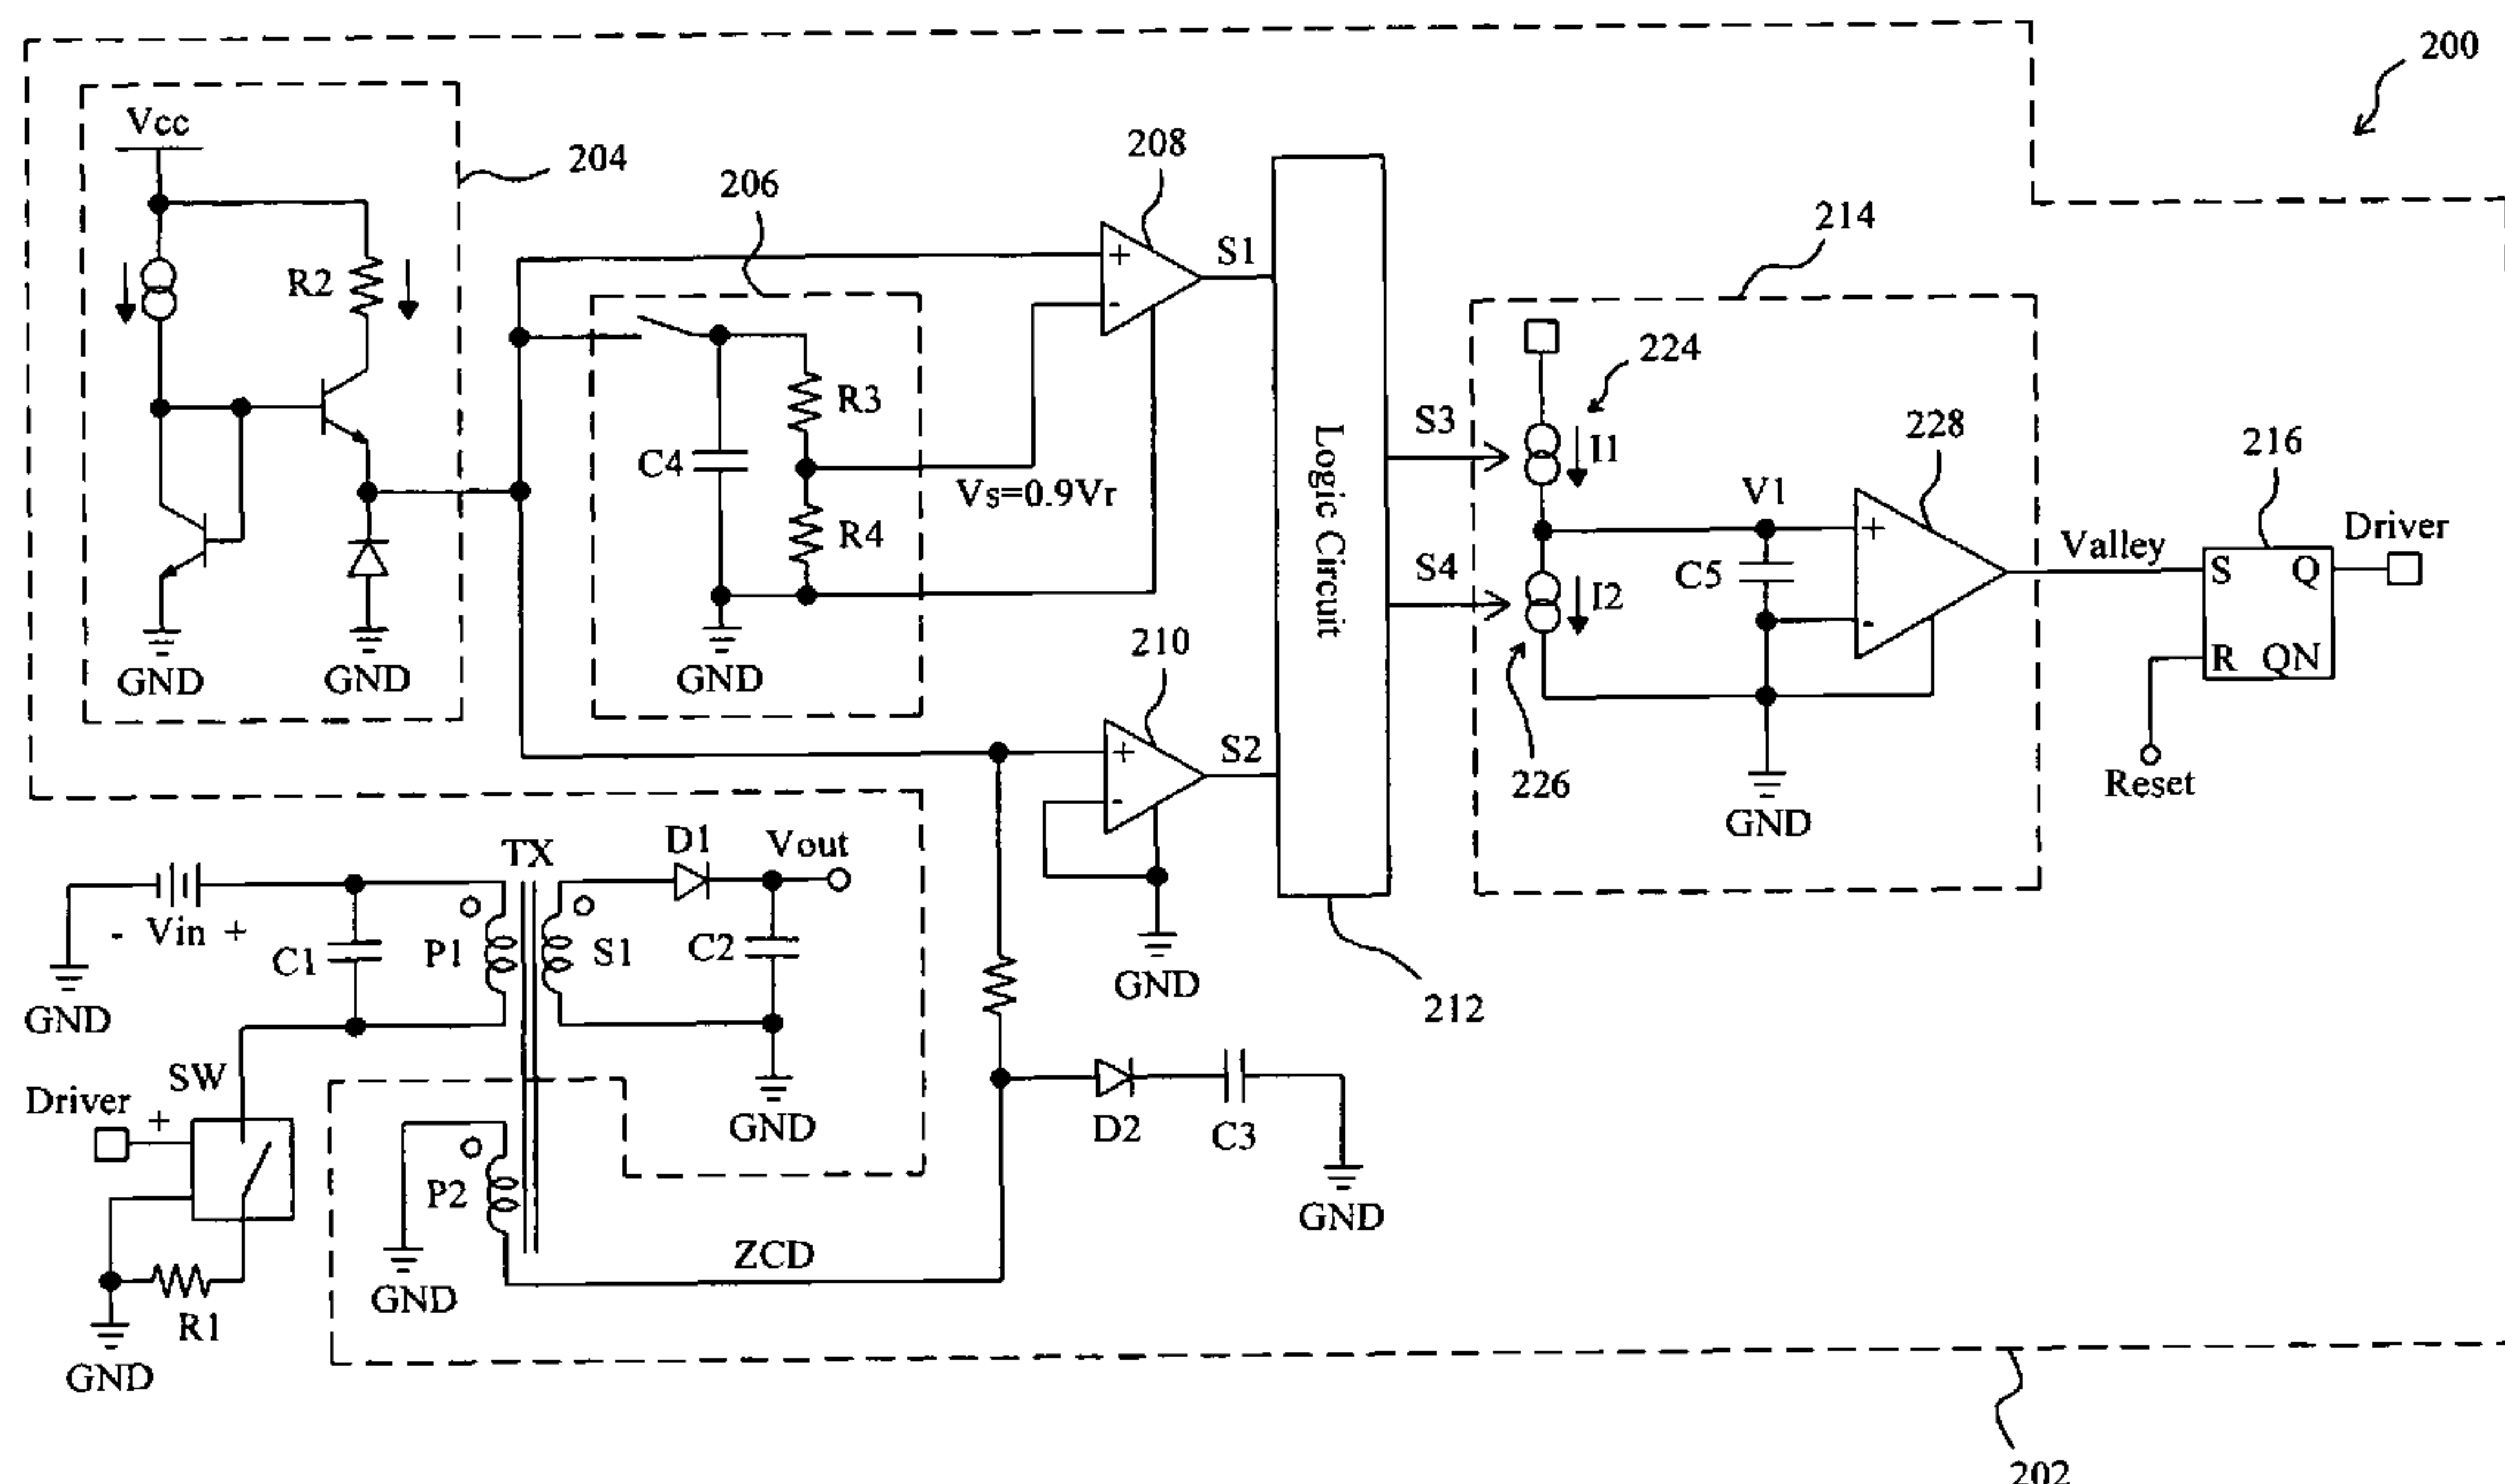 200
Vcc
204
208
206
214
S1
R2
+
-
224
R3
S3
I1
228
C4
216
Vs=0.9Vr
V1
Driver
R4
Logic Circuit
S4
C5
+
Valley
S Q
I2
-
210
R QN
GND
GND
GND
S2
+
226
Reset
-
GND
TX
D1
Vout
- Vin +
C1
P1
S1
C2
GND
212
GND
SW
Driver
+
GND
D2
C3
P2
GND
ZCD
GND
R1
GND
202